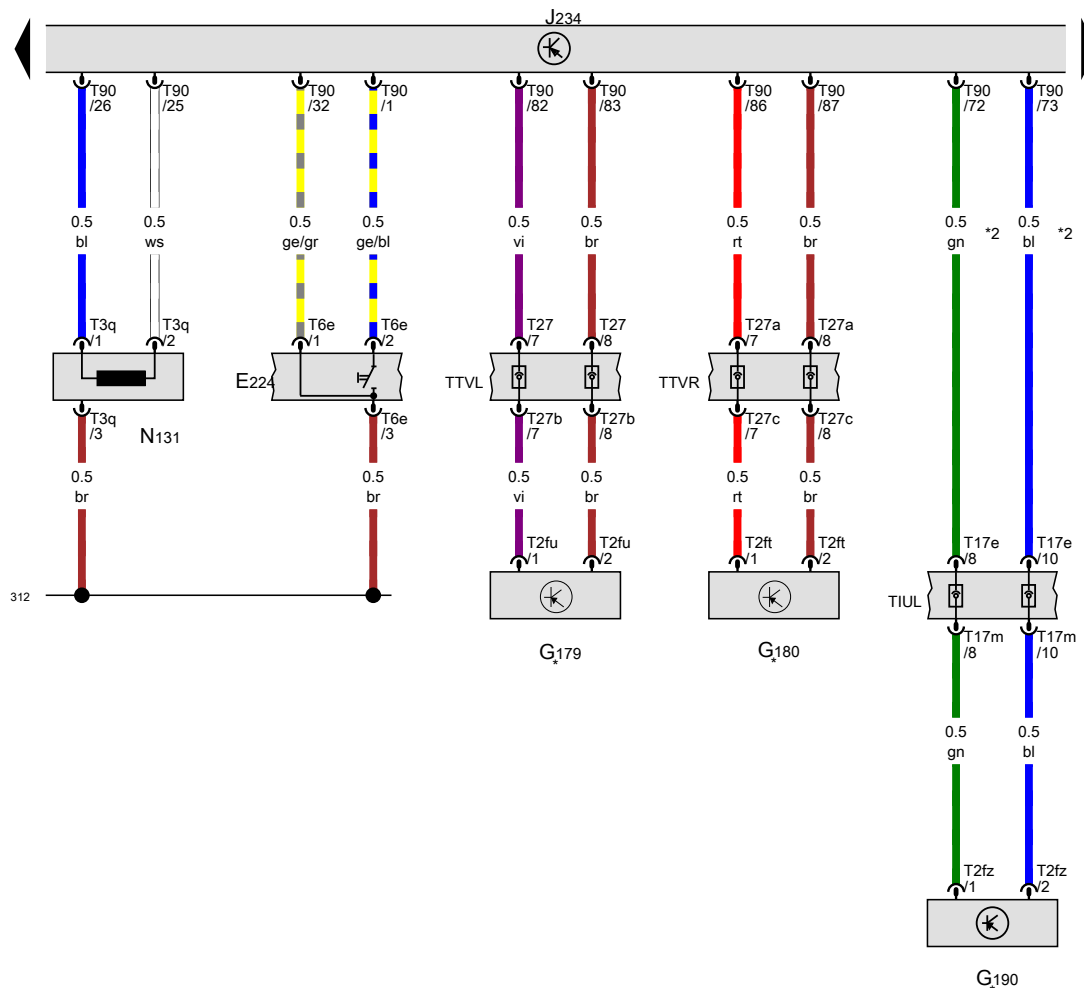 J234
T90 T90 T90 T90 T90 T90 T90 T90 T90 T90
/26 /25 /32 /1 /82 /83 /86 /87 /72 /73
0.5 0.5 0.5 0.5 0.5 0.5 0.5 0.5 0.5 0.5
bl ws ge/gr ge/bl vi br rt br gn *2 bl *2
T3q T3q T6e T6e T27 T27 T27a T27a
/1 /2 /1 /2 /7 /8 /7 /8
E224 TTVL TTVR
T3q T6e T27b T27b T27c T27c
/3 /3 /7 /8 /7 /8
N131
0.5 0.5 0.5 0.5 0.5 0.5
br br vi br rt br
T2fu T2fu T2ft T2ft T17e T17e
/1 /2 /1 /2 /8 /10
312
TIUL
T17m T17m
/8 /10
G179 G180
* *
0.5 0.5
gn bl
T2fz T2fz
/1 /2
G190